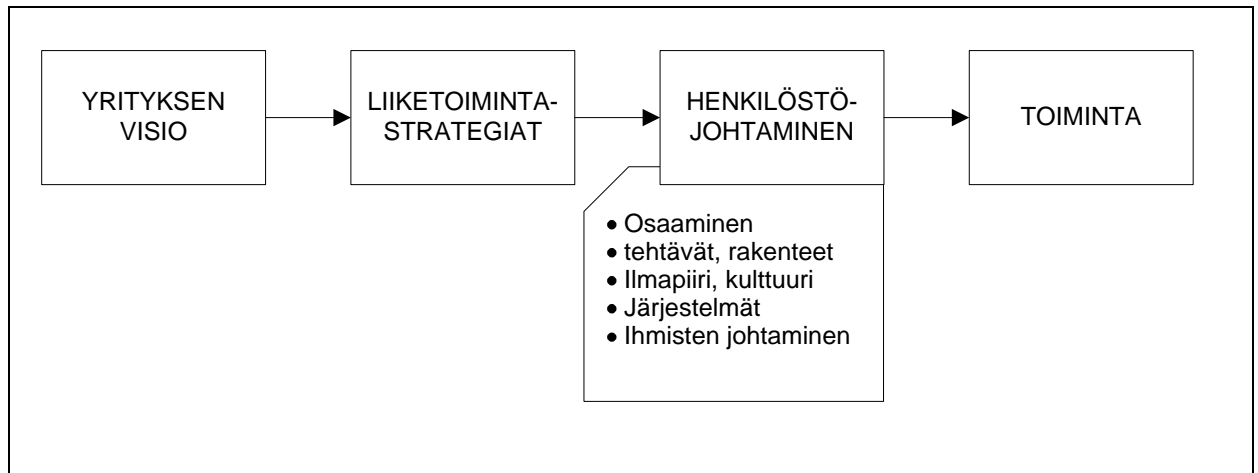 YRITYKSEN
VISIO
LIIKETOIMINTA-
STRATEGIAT
HENKILÖSTÖ-
JOHTAMINEN
TOIMINTA
• Osaaminen
• tehtävät, rakenteet
• Ilmapiiri, kulttuuri
• Järjestelmät
• Ihmisten johtaminen